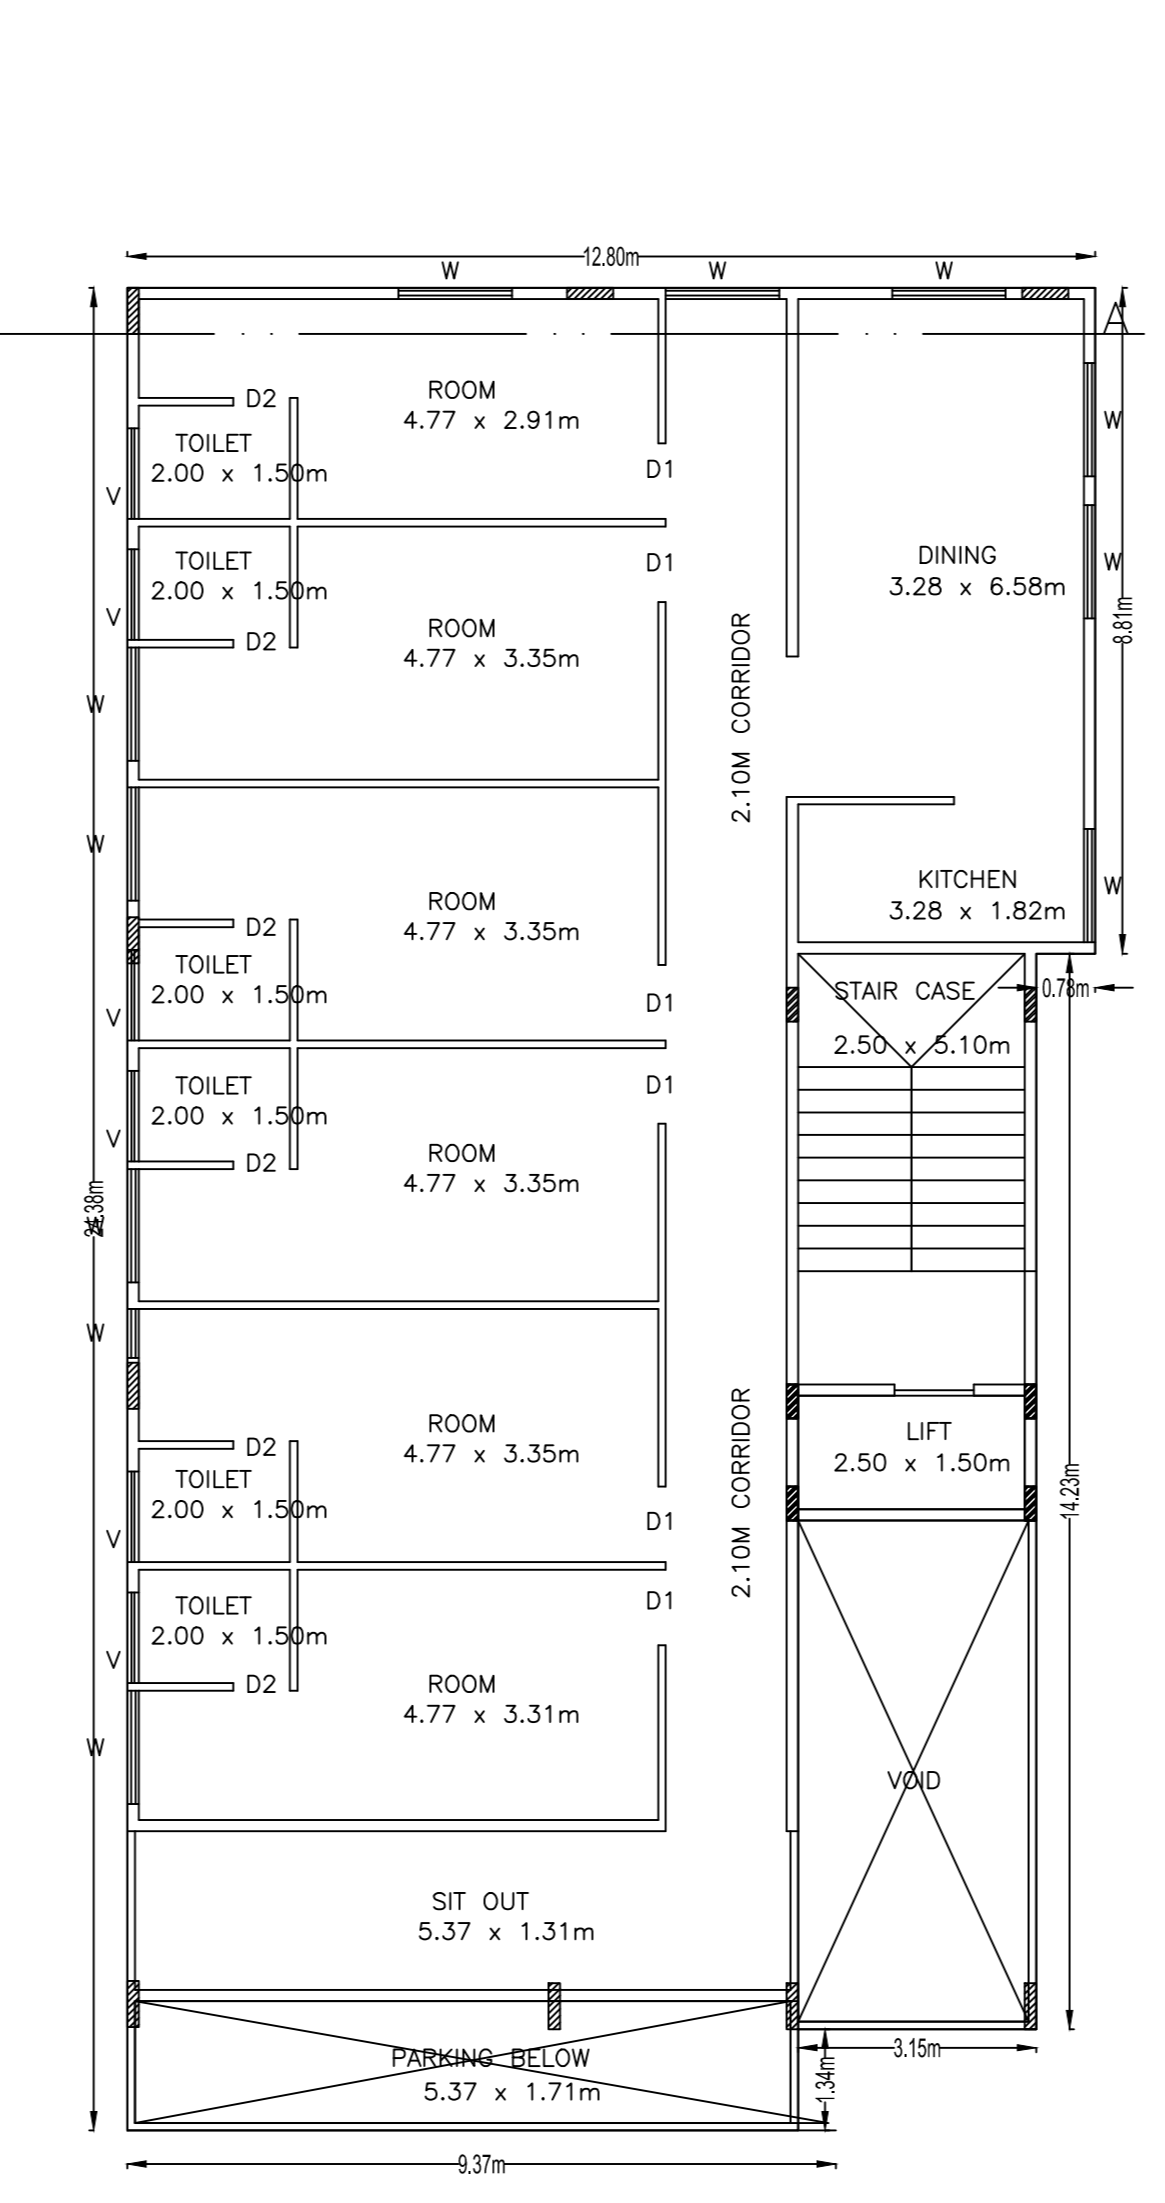 12.80m
W
W
W
A
ROOM
4.77 x 2.91m
D2
W
TOILET
2.00 x 1.50m
D1
V
TOILET
2.00 x 1.50m
D1
DINING
3.28 x 6.58m
W
V
D2
ROOM
4.77 x 3.35m
8.81m
2.10M CORRIDOR
W
W
ROOM
4.77 x 3.35m
KITCHEN
3.28 x 1.82m
W
D2
TOILET
2.00 x 1.50m
D1
STAIR CASE
2.50 x 5.10m
0.78m
V
TOILET
2.00 x 1.50m
D1
V
D2
ROOM
4.77 x 3.35m
W
ROOM
4.77 x 3.35m
D2
TOILET
2.00 x 1.50m
D1
2.10M CORRIDOR
LIFT
2.50 x 1.50m
14.23m
V
TOILET
2.00 x 1.50m
D1
V
D2
ROOM
4.77 x 3.31m
W
VOID
SIT OUT
5.37 x 1.31m
PARKING BELOW
5.37 x 1.71m
3.15m
1.34m
9.37m